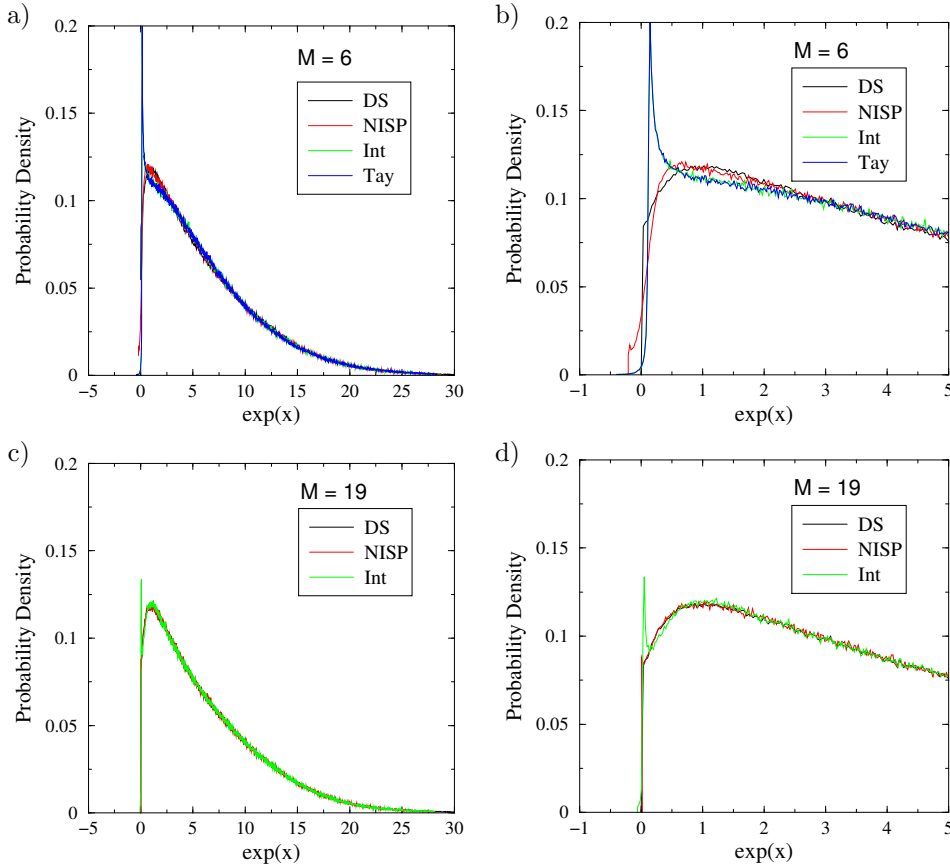 a)
0.2
M = 6
DS
NISP
Int
Tay
0.15
0.1
0.05
0
Probability Density
−5 0 5 10 15 20 25 30
exp(x)
b)
0.2
M = 6
DS
NISP
Int
Tay
0.15
0.1
0.05
0
Probability Density
−1 0 1 2 3 4 5
exp(x)
c)
0.2
M = 19
DS
NISP
Int
0.15
0.1
0.05
0
Probability Density
−5 0 5 10 15 20 25 30
exp(x)
d)
0.2
M = 19
DS
NISP
Int
0.15
0.1
0.05
0
Probability Density
−1 0 1 2 3 4 5
exp(x)